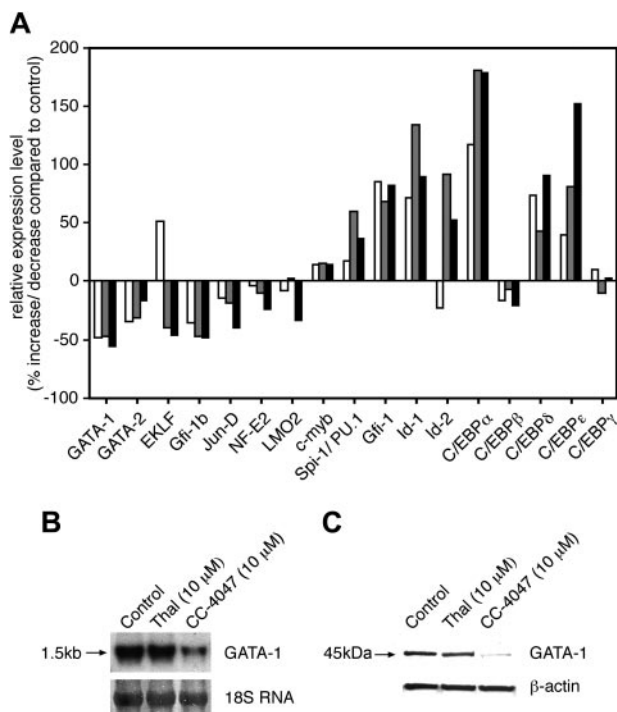 A
relative expression level
(% increase/ decrease compared to control)
200
150
100
50
0
-50
-100
GATA-1
GATA-2
EKLF
Gfi-1b
Jun-D
NF-E2
LMO2
c-myb
Spi-1/ PU.1
Gfi-1
Id-1
Id-2
C/EBPα
C/EBPβ
C/EBPδ
C/EBPε
C/EBPγ
B
Control
Thal (10 μM)
CC-4047 (10 μM)
1.5kb
GATA-1
18S RNA
C
Control
Thal (10 μM)
CC-4047 (10 μM)
45kDa
GATA-1
β-actin